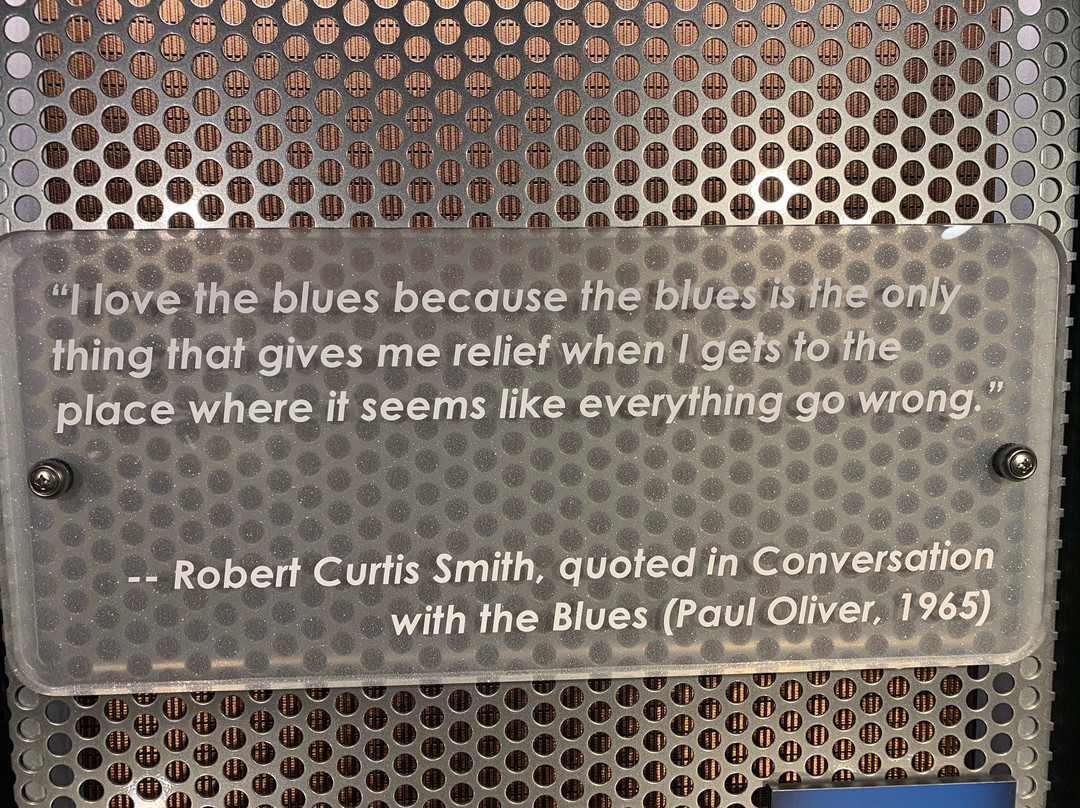 “I love the blues because the blues is the only
thing that gives me relief when I gets to the
place where it seems like everything go wrong.”
-- Robert Curtis Smith, quoted in Conversation
with the Blues (Paul Oliver, 1965)